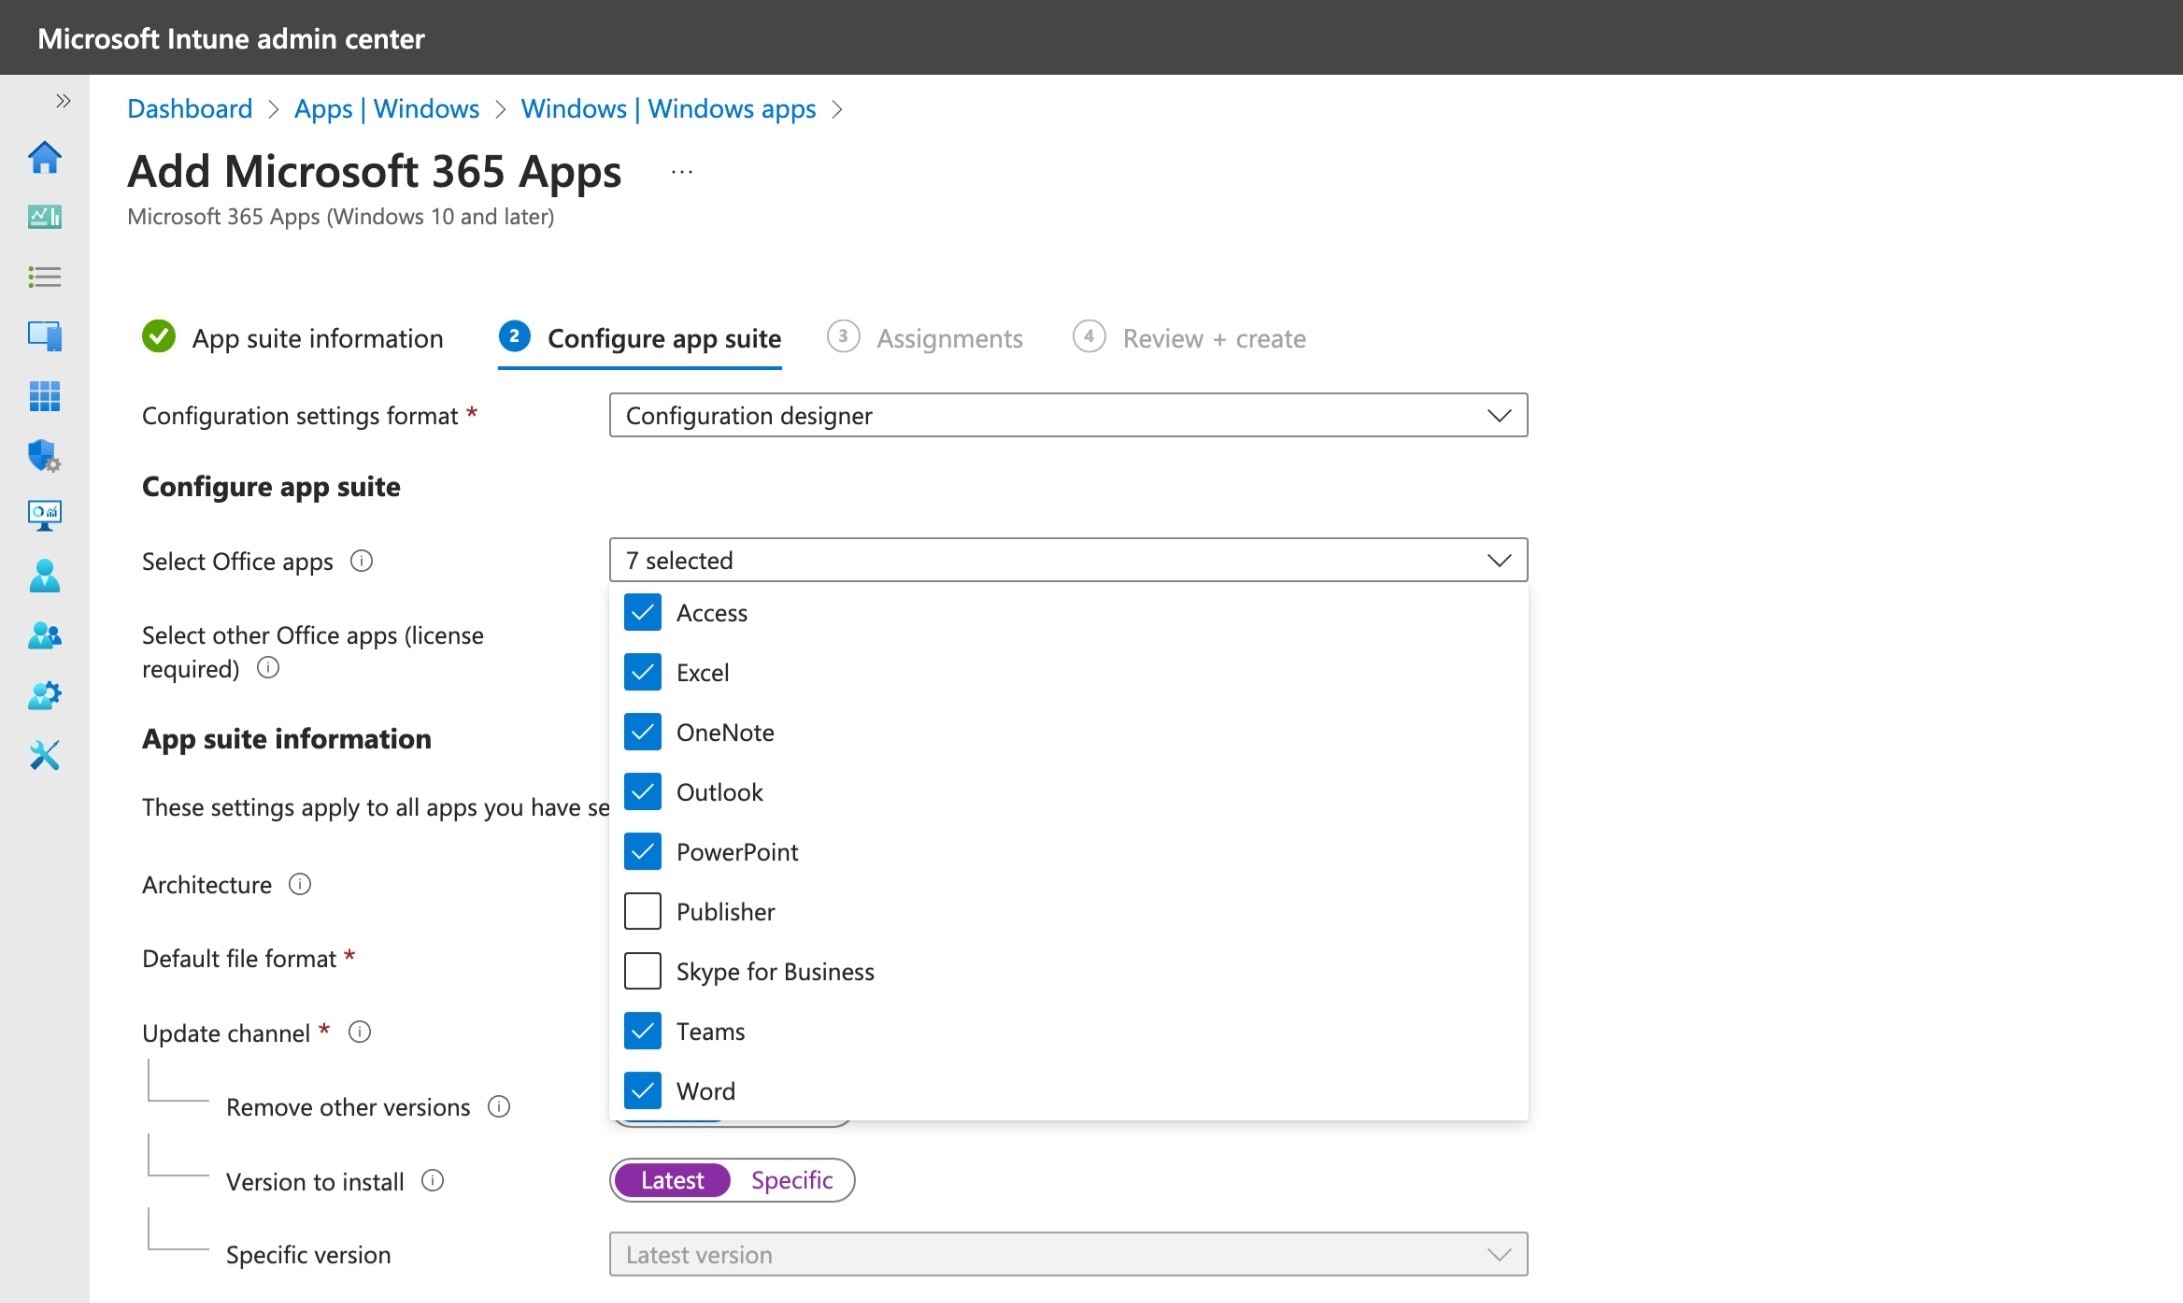 Microsoft Intune admin center
Dashboard > Apps | Windows > Windows | Windows apps >
Add Microsoft 365 Apps ...
Microsoft 365 Apps (Windows 10 and later)
App suite information 2 Configure app suite 3 Assignments 4 Review + create
Configuration settings format * Configuration designer
Configure app suite
Select Office apps 7 selected
Access
Select other Office apps (license
required)
Excel
OneNote
App suite information
Outlook
These settings apply to all apps you have se
PowerPoint
Architecture
Publisher
Default file format *
Skype for Business
Update channel *
Teams
Remove other versions
Word
Version to install Latest Specific
Specific version Latest version